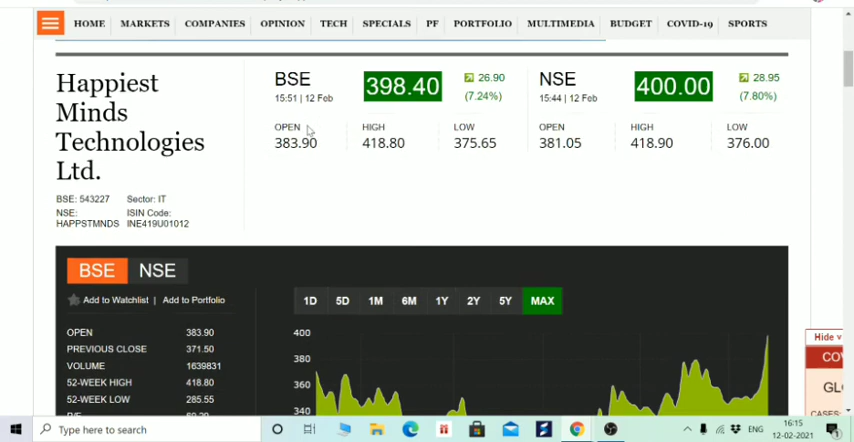 HOME MARKETS COMPANIES OPINION TECH SPECIALS PF PORTFOLIO MULTIMEDIA BUDGET COVID-19 SPORTS
Happiest
Minds
Technologies
Ltd.
BSE: 543227 Sector: IT
NSE: ISIN Code:
HAPPSTMNDS INE419U01012
BSE 398.40 26.90
15:51 | 12 Feb (7.24%)
OPEN HIGH LOW
383.90 418.80 375.65
NSE 400.00 28.95
15:44 | 12 Feb (7.80%)
OPEN HIGH LOW
381.05 418.90 376.00
BSE NSE
Add to Watchlist | Add to Portfolio
OPEN 383.90
PREVIOUS CLOSE 371.50
VOLUME 1639831
52-WEEK HIGH 418.80
52-WEEK LOW 285.55
1D 5D 1M 6M 1Y 2Y 5Y MAX
400
380
360
340
Hide
CO
GL
CASES:
Type here to search
ENG
16:15
12-02-2021